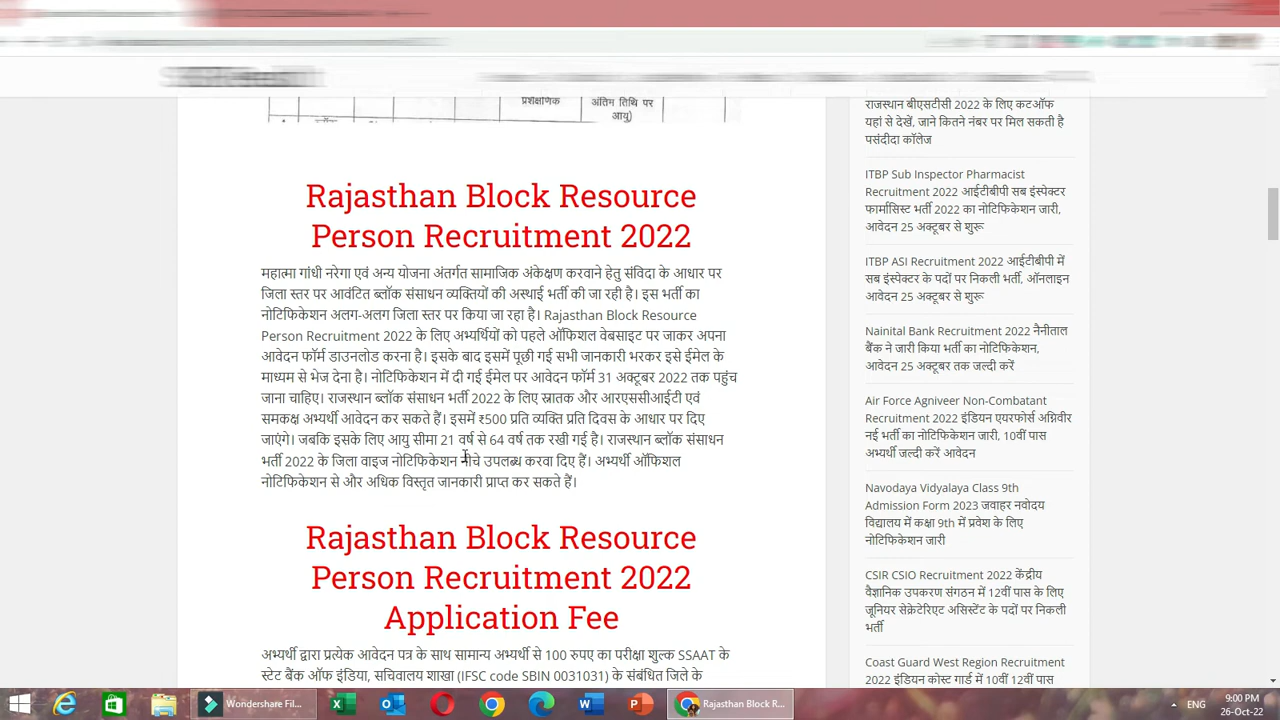 प्रशैक्षणिक
अंतिम तिथि पर
आयु)
Rajasthan Block Resource
Person Recruitment 2022
महात्मा गांधी नरेगा एवं अन्य योजना अंतर्गत सामाजिक अंकेक्षण करवाने हेतु संविदा के आधार पर
जिला स्तर पर आवंटित ब्लॉक संसाधन व्यक्तियों की अस्थाई भर्ती की जा रही है। इस भर्ती का
नोटिफिकेशन अलग-अलग जिला स्तर पर किया जा रहा है। Rajasthan Block Resource
Person Recruitment 2022 के लिए अभ्यर्थियों को पहले ऑफिशल वेबसाइट पर जाकर अपना
आवेदन फॉर्म डाउनलोड करना है। इसके बाद इसमें पूछी गई सभी जानकारी भरकर इसे ईमेल के
माध्यम से भेज देना है। नोटिफिकेशन में दी गई ईमेल पर आवेदन फॉर्म 31 अक्टूबर 2022 तक पहुंच
जाना चाहिए। राजस्थान ब्लॉक संसाधन भर्ती 2022 के लिए स्नातक और आरएससीआईटी एवं
समकक्ष अभ्यर्थी आवेदन कर सकते हैं। इसमें ₹500 प्रति व्यक्ति प्रति दिवस के आधार पर दिए
जाएंगे। जबकि इसके लिए आयु सीमा 21 वर्ष से 64 वर्ष तक रखी गई है। राजस्थान ब्लॉक संसाधन
भर्ती 2022 के जिला वाइज नोटिफिकेशन नीचे उपलब्ध करवा दिए हैं। अभ्यर्थी ऑफिशल
नोटिफिकेशन से और अधिक विस्तृत जानकारी प्राप्त कर सकते हैं।
Rajasthan Block Resource
Person Recruitment 2022
Application Fee
अभ्यर्थी द्वारा प्रत्येक आवेदन पत्र के साथ सामान्य अभ्यर्थी से 100 रुपए का परीक्षा शुल्क SSAAT के
स्टेट बैंक ऑफ इंडिया, सचिवालय शाखा (IFSC code SBIN 0031031) के संबंधित जिले के
राजस्थान बीएसटीसी 2022 के लिए कटऑफ
यहां से देखें, जाने कितने नंबर पर मिल सकती है
पसंदीदा कॉलेज
ITBP Sub Inspector Pharmacist
Recruitment 2022 आईटीबीपी सब इंस्पेक्टर
फार्मासिस्ट भर्ती 2022 का नोटिफिकेशन जारी,
आवेदन 25 अक्टूबर से शुरू
ITBP ASI Recruitment 2022 आईटीबीपी में
सब इंस्पेक्टर के पदों पर निकली भर्ती, ऑनलाइन
आवेदन 25 अक्टूबर से शुरू
Nainital Bank Recruitment 2022 नैनीताल
बैंक ने जारी किया भर्ती का नोटिफिकेशन,
आवेदन 25 अक्टूबर तक जल्दी करें
Air Force Agniveer Non-Combatant
Recruitment 2022 इंडियन एयरफोर्स अग्निवीर
नई भर्ती का नोटिफिकेशन जारी, 10वीं पास
अभ्यर्थी जल्दी करें आवेदन
Navodaya Vidyalaya Class 9th
Admission Form 2023 जवाहर नवोदय
विद्यालय में कक्षा 9th में प्रवेश के लिए
नोटिफिकेशन जारी
CSIR CSIO Recruitment 2022 केंद्रीय
वैज्ञानिक उपकरण संगठन में 12वीं पास के लिए
जूनियर सेक्रेटेरिएट असिस्टेंट के पदों पर निकली
भर्ती
Coast Guard West Region Recruitment
2022 इंडियन कोस्ट गार्ड में 10वीं 12वीं पास
Wondershare Fil...
Rajasthan Block R...
ENG
9:00 PM
26-Oct-22